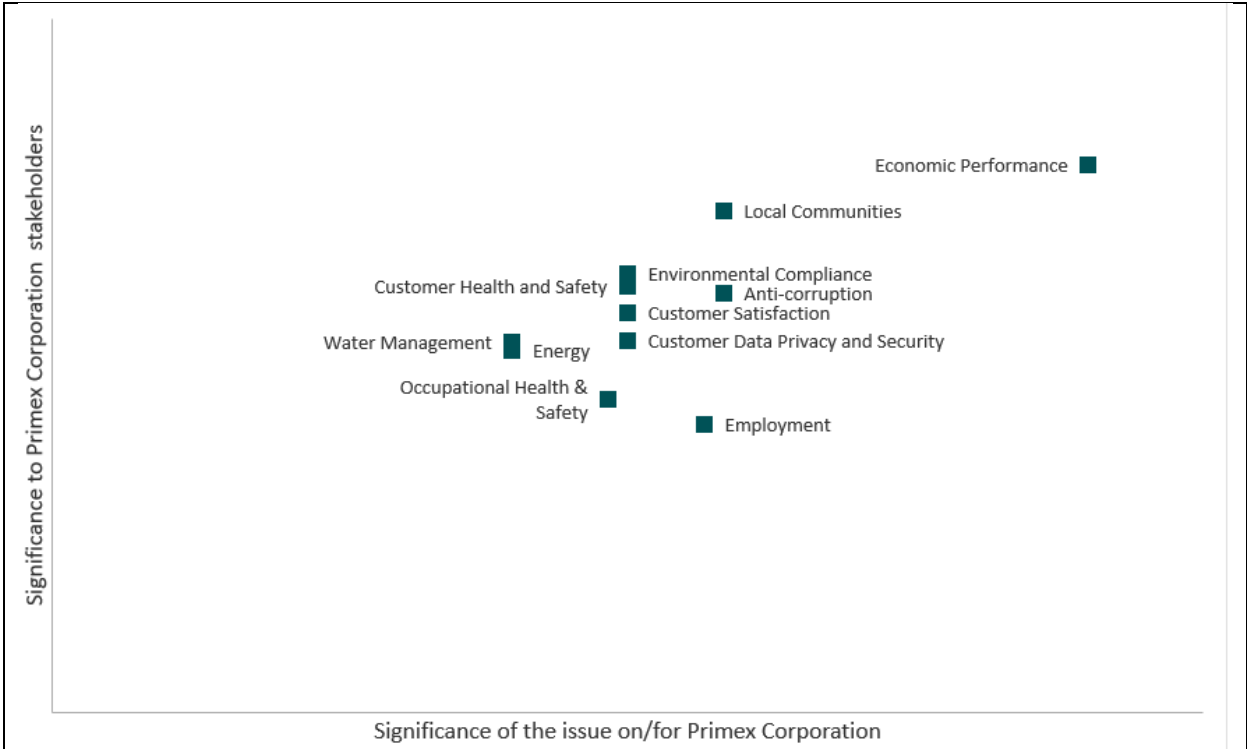 Significance to Primex Corporation stakeholders
Economic Performance
Local Communities
Environmental Compliance
Customer Health and Safety
Anti-corruption
Customer Satisfaction
Customer Data Privacy and Security
Water Management
Energy
Occupational Health &
Safety
Employment
Significance of the issue on/for Primex Corporation